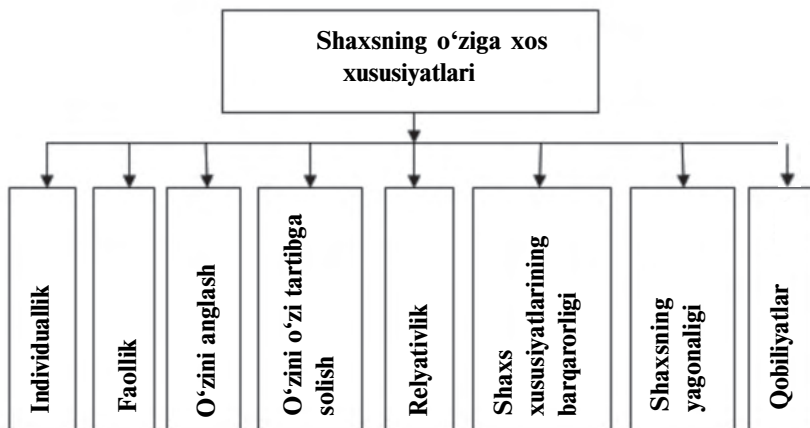 Shaxsning o‘ziga xos
xususiyatlari
Individuallik
Faollik
O‘zini anglash
O‘zini o‘zi tartibga
solish
Relyativlik
Shaxs
xususiyatlarining
barqarorligi
Shaxsning
yagonaligi
Qobiliyatlar